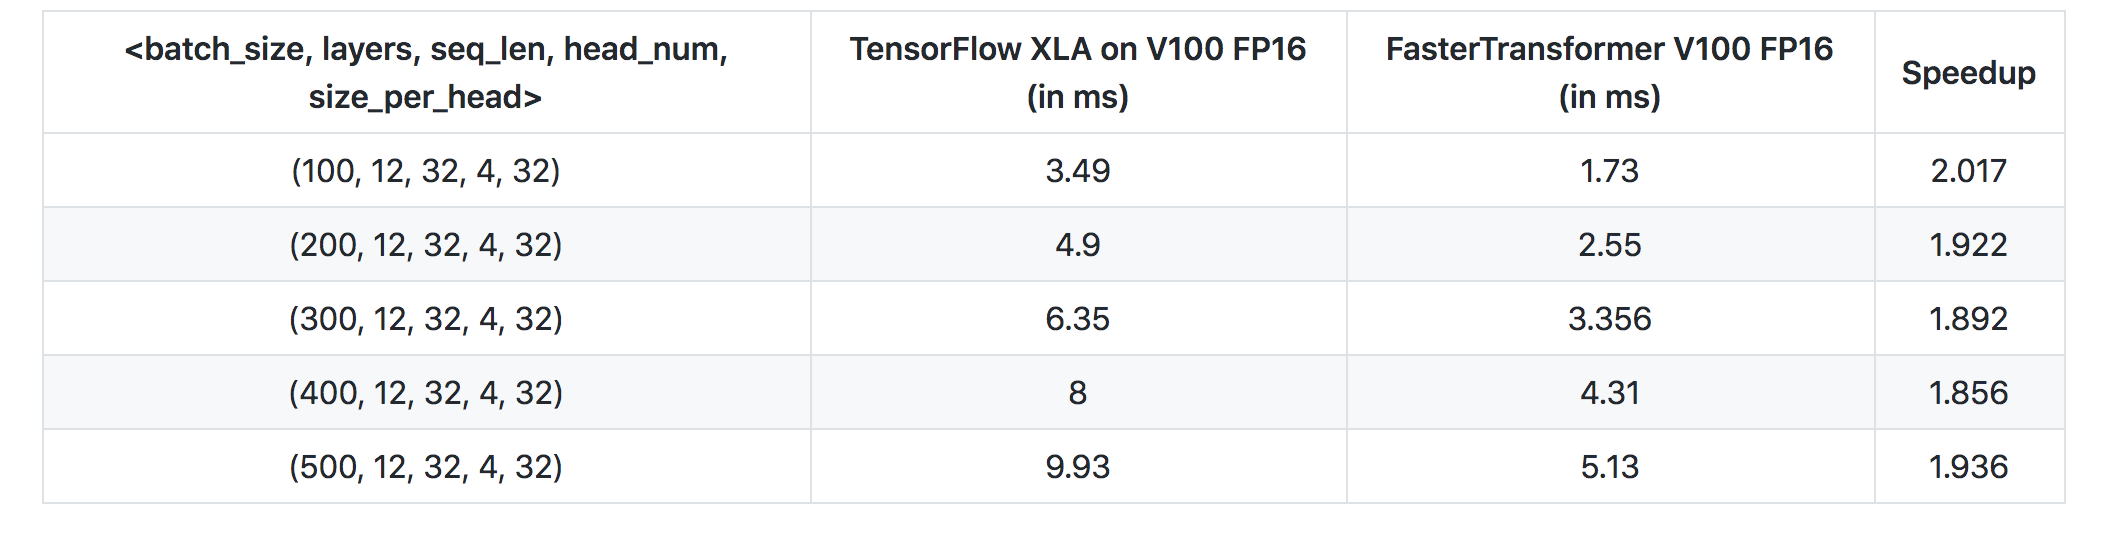 <batch_size, layers, seq_len, head_num, size_per_head> TensorFlow XLA on V100 FP16 (in ms) FasterTransformer V100 FP16 (in ms) Speedup
(100, 12, 32, 4, 32) 3.49 1.73 2.017
(200, 12, 32, 4, 32) 4.9 2.55 1.922
(300, 12, 32, 4, 32) 6.35 3.356 1.892
(400, 12, 32, 4, 32) 8 4.31 1.856
(500, 12, 32, 4, 32) 9.93 5.13 1.936